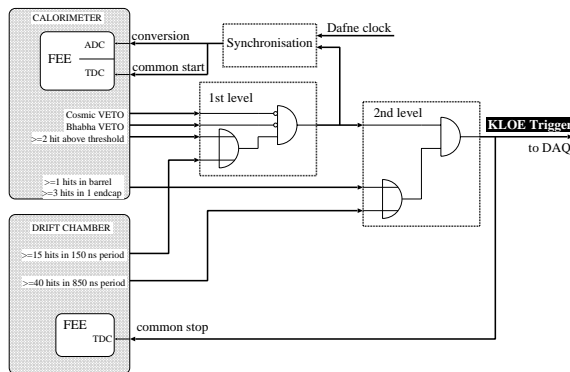 CALORIMETER
FEE
ADC
TDC
conversion
common start
Synchronisation
Dafne clock
Cosmic VETO
Bhabha VETO
>=2 hit above threshold
1st level
2nd level
KLOE Trigger
to DAQ
>=1 hits in barrel
>=3 hits in 1 endcap
DRIFT CHAMBER
>=15 hits in 150 ns period
>=40 hits in 850 ns period
FEE
TDC
common stop